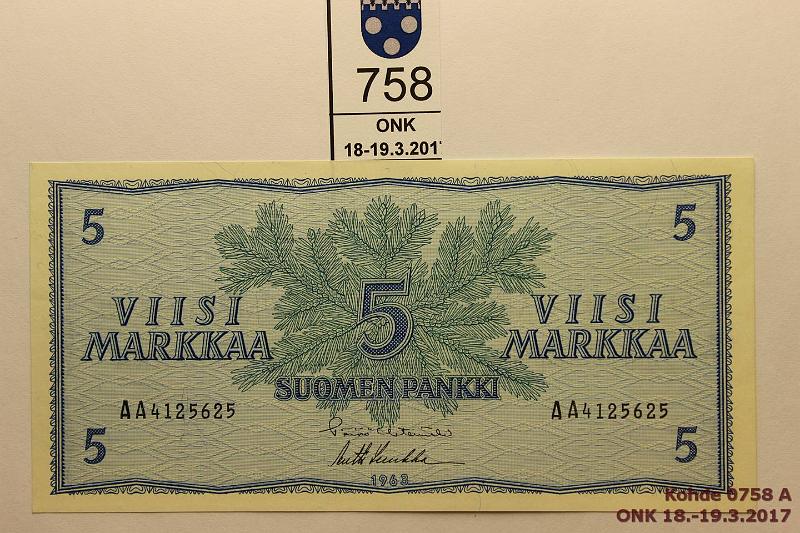 758
ONK
18-19.3.201
5 5
5
VIISI MARKKAA
VIISI MARKKAA
SUOMEN PANKKI
AA4125625 AA4125625
5 5
1963
Kohde 0758 A
ONK 18.-19.3.2017